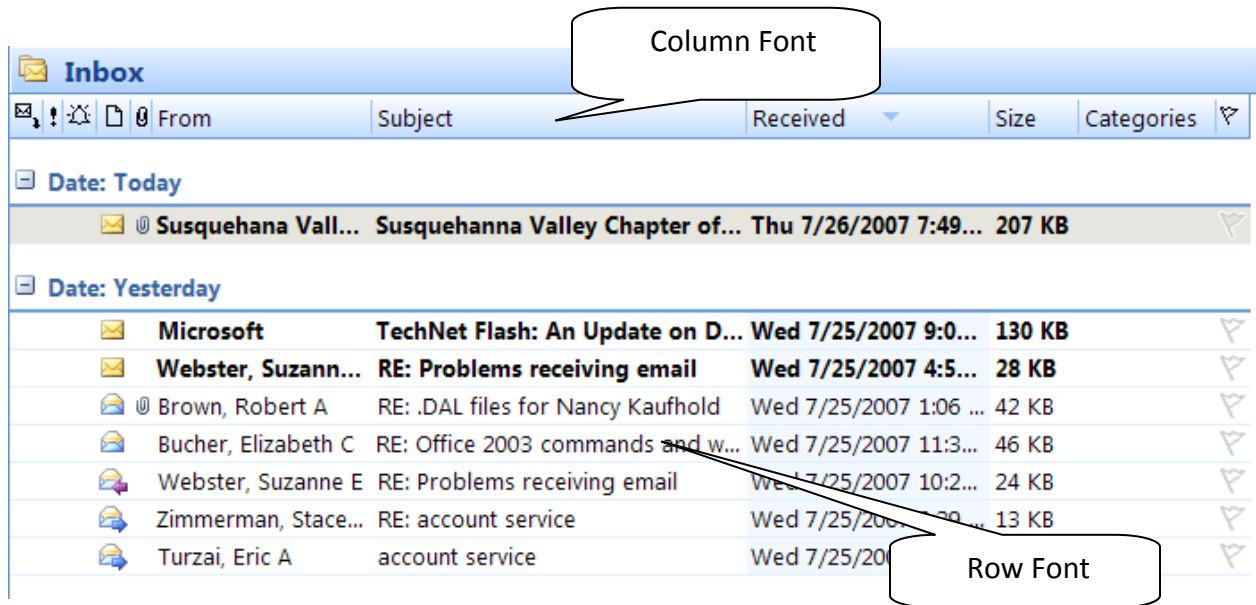 Column Font
Inbox
From Subject Received Size Categories
Date: Today
Susquehana Vall... Susquehanna Valley Chapter of... Thu 7/26/2007 7:49... 207 KB
Date: Yesterday
Microsoft TechNet Flash: An Update on D... Wed 7/25/2007 9:0... 130 KB
Webster, Suzann... RE: Problems receiving email Wed 7/25/2007 4:5... 28 KB
Brown, Robert A RE: .DAL files for Nancy Kaufhold Wed 7/25/2007 1:06 ... 42 KB
Bucher, Elizabeth C RE: Office 2003 commands and w... Wed 7/25/2007 11:3... 46 KB
Webster, Suzanne E RE: Problems receiving email Wed 7/25/2007 10:2... 24 KB
Zimmerman, Stace... RE: account service Wed 13 KB
Turzai, Eric A account service Wed
Row Font